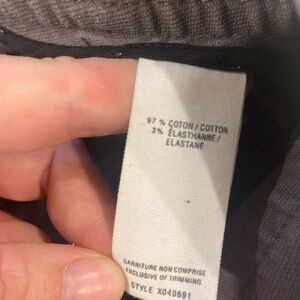 97 % COTON / COTTON
3% ÉLASTHANNE /
ELASTANE
GARNITURE NON COMPRISE
EXCLUSIVE OF TRIMMING
STYLE X049691